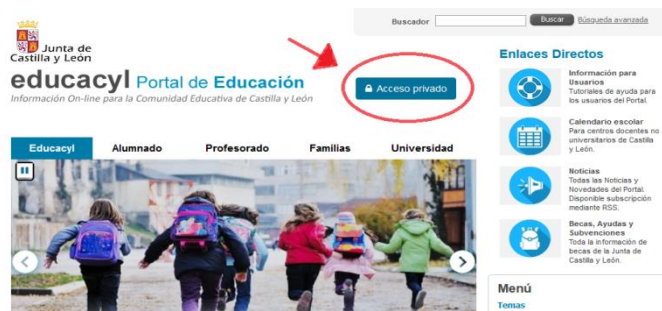 Buscador
Buscar
Búsqueda avanzada
Junta de
Castilla y León
educacyl Portal de Educación
Información On-line para la Comunidad Educativa de Castilla y León
Acceso privado
Educacyl
Alumnado
Profesorado
Familias
Universidad
Enlaces Directos
Información para
Usuarios
Tutoriales de ayuda para
los usuarios del Portal.
Calendario escolar
Para centros docentes no
universitarios de Castilla
y León.
Noticias
Todas las Noticias y
Novedades del Portal.
Disponible subscripción
mediante RSS.
Becas, Ayudas y
Subvenciones
Toda la información de
becas de la Junta de
Castilla y León.
Menú
Temas